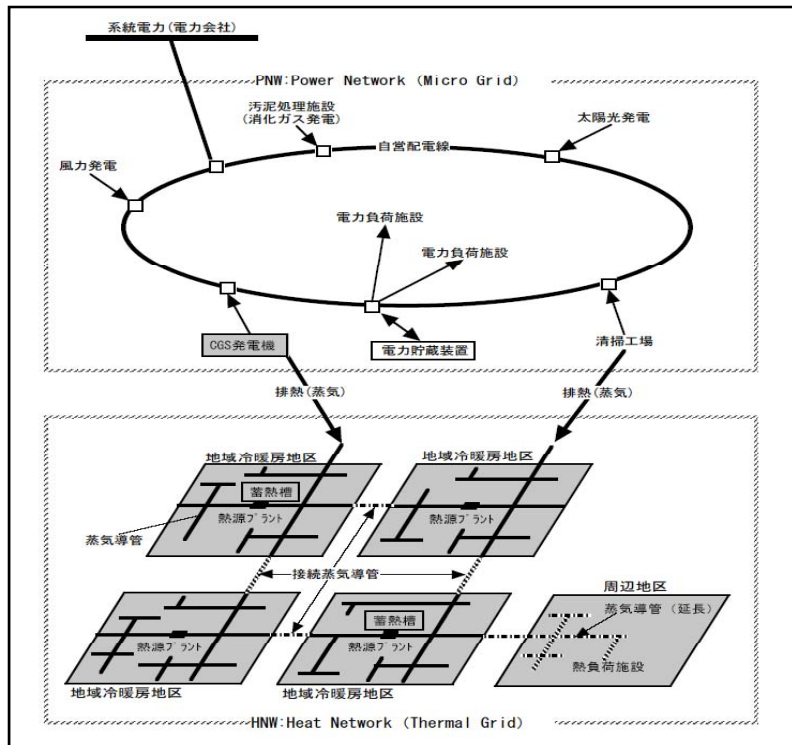 系統電力(電力会社)
PNW:Power Network (Micro Grid)
汚泥処理施設
(消化ガス発電)
太陽光発電
自営配電線
風力発電
電力負荷施設
電力負荷施設
CGS発電機
電力貯蔵装置
清掃工場
排熱(蒸気)
排熱(蒸気)
地域冷暖房地区
地域冷暖房地区
蓄熱槽
熱源プラント
熱源プラント
蒸気導管
接続蒸気導管
周辺地区
蒸気導管(延長)
蓄熱槽
熱源プラント
熱源プラント
熱負荷施設
地域冷暖房地区
地域冷暖房地区
HNW:Heat Network (Thermal Grid)